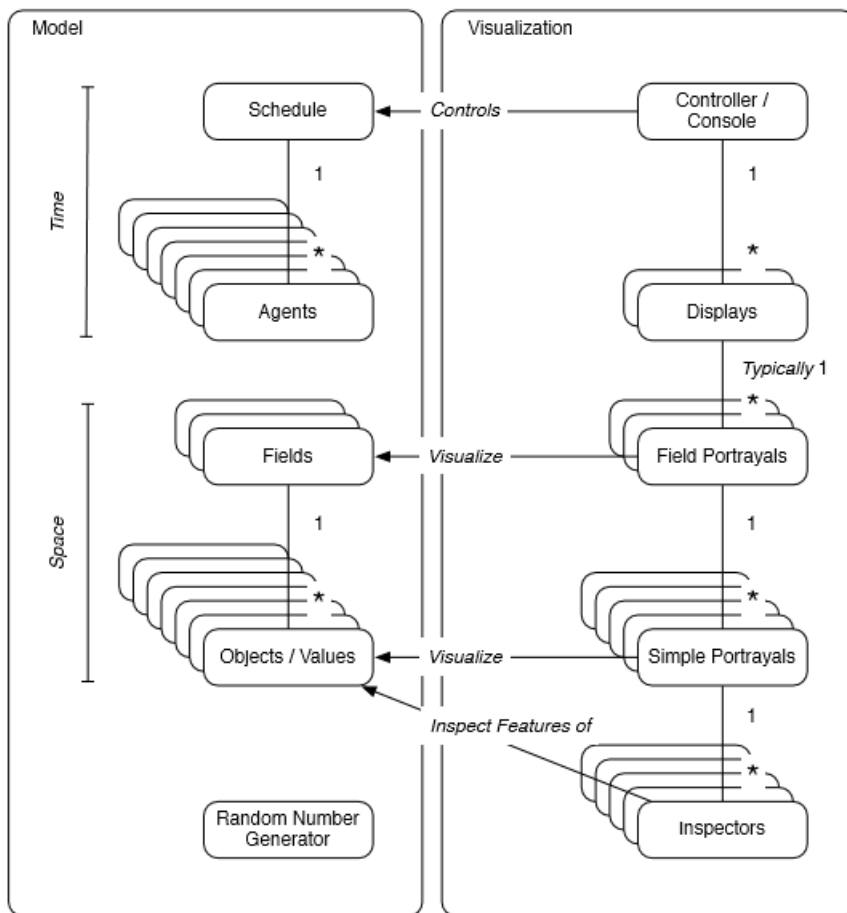 Model
Visualization
Schedule
Controls
Controller /
Console
1
1
Time
*
*
Agents
Displays
Typically 1
*
Fields
Visualize
Field Portrayals
1
1
Space
*
*
Objects / Values
Visualize
Simple Portrayals
1
Inspect Features of
*
Random Number
Generator
Inspectors